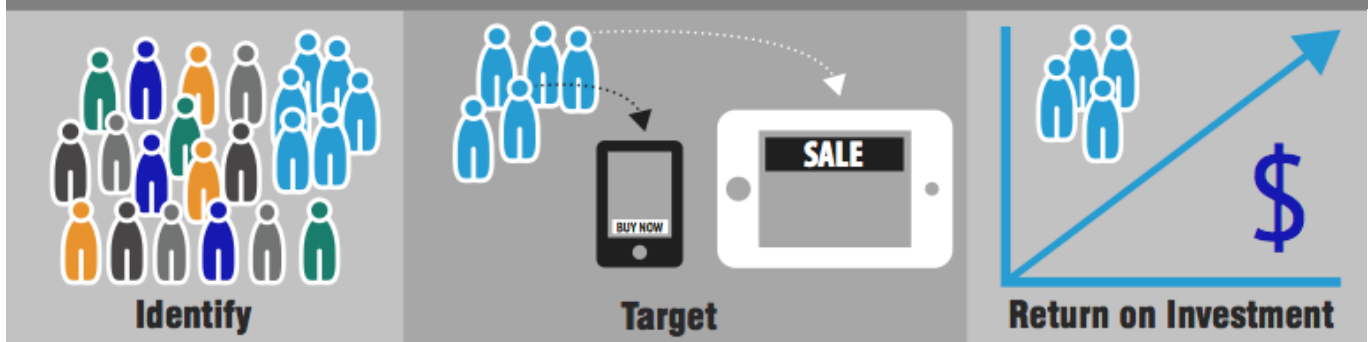 SALE
BUY NOW
$
Identify
Target
Return on Investment